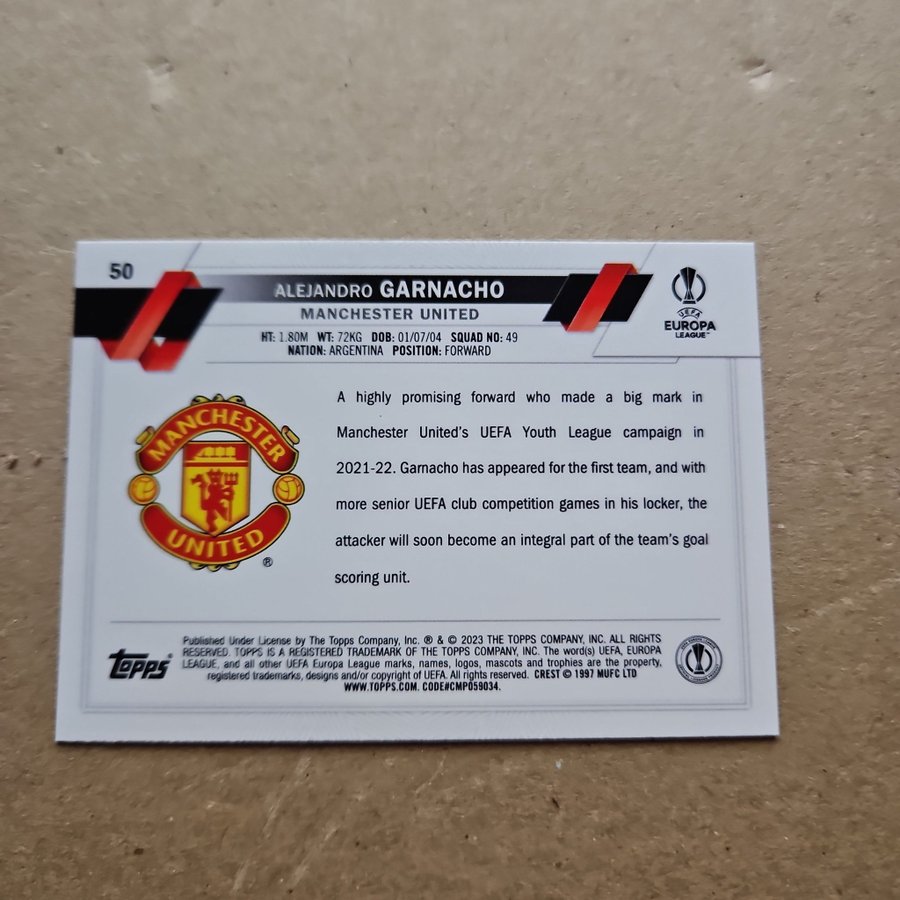 50
ALEJANDRO GARNACHO
MANCHESTER UNITED
HT: 1.80M WT: 72KG DOB: 01/07/04 SQUAD NO: 49
NATION: ARGENTINA POSITION: FORWARD
UEFA
EUROPA
LEAGUE™
MANCHESTER
UNITED
®
A highly promising forward who made a big mark in
Manchester United's UEFA Youth League campaign in
2021-22. Garnacho has appeared for the first team, and with
more senior UEFA club competition games in his locker, the
attacker will soon become an integral part of the team's goal
scoring unit.
topps®
Published Under License by The Topps Company, Inc. ® & © 2023 THE TOPPS COMPANY, INC. ALL RIGHTS
RESERVED. TOPPS IS A REGISTERED TRADEMARK OF THE TOPPS COMPANY, INC. The word(s) UEFA, EUROPA
LEAGUE, and all other UEFA Europa League marks, names, logos, mascots and trophies are the property,
registered trademarks, designs and/or copyright of UEFA. All rights reserved. CREST © 1997 MUFC LTD
WWW.TOPPS.COM. CODE#CMP059034.